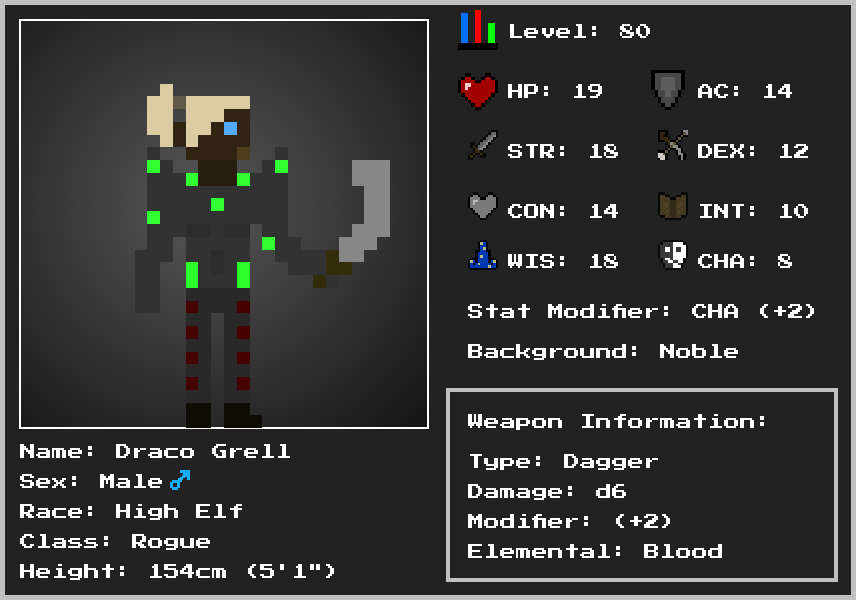 Level: 80
HP: 19
AC: 14
STR: 18
DEX: 12
CON: 14
INT: 10
WIS: 18
CHA: 8
Stat Modifier: CHA (+2)
Background: Noble
Weapon Information:
Type: Dagger
Damage: d6
Modifier: (+2)
Elemental: Blood
Name: Draco Grell
Sex: Male ♂
Race: High Elf
Class: Rogue
Height: 154cm (5'1")